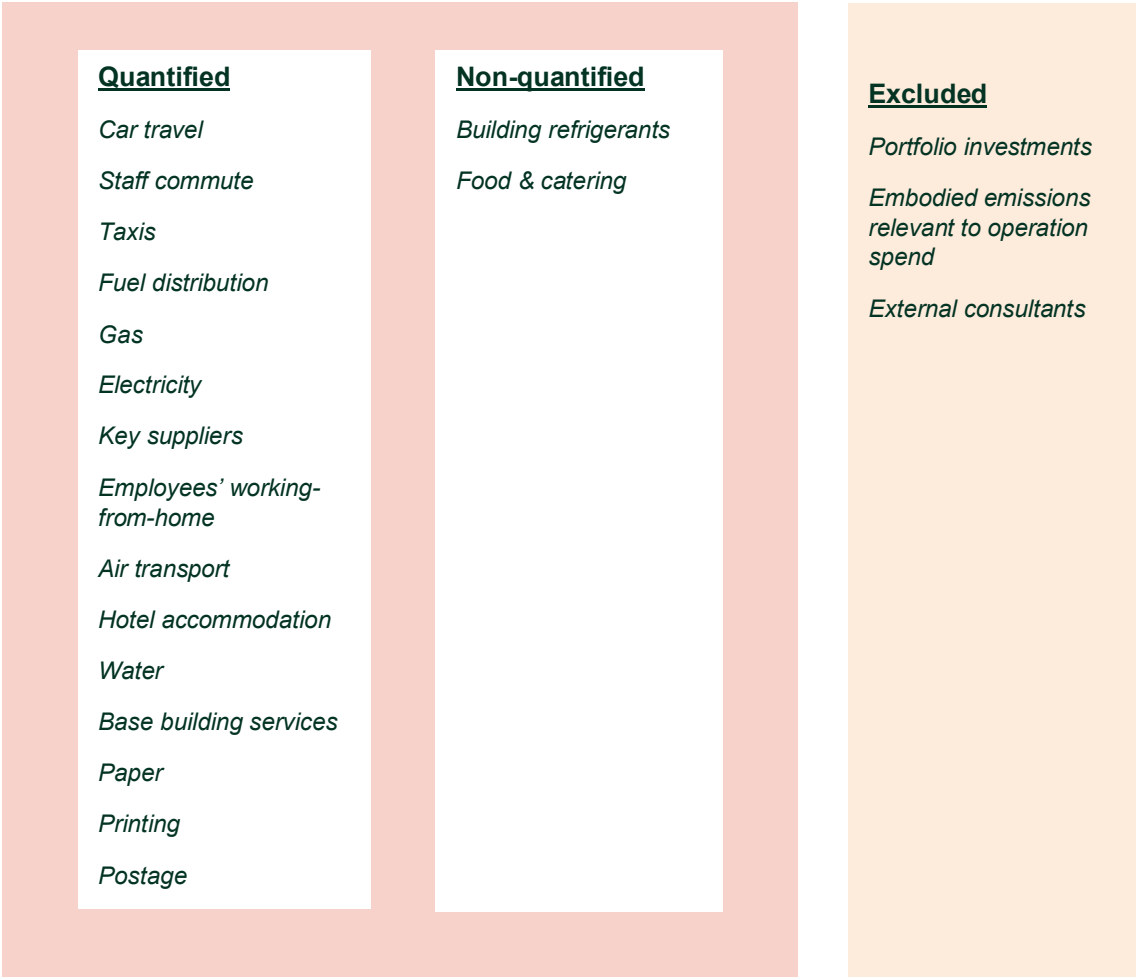 Quantified
Car travel
Staff commute
Taxis
Fuel distribution
Gas
Electricity
Key suppliers
Employees’ working-
from-home
Air transport
Hotel accommodation
Water
Base building services
Paper
Printing
Postage
Non-quantified
Building refrigerants
Food & catering
Excluded
Portfolio investments
Embodied emissions
relevant to operation
spend
External consultants